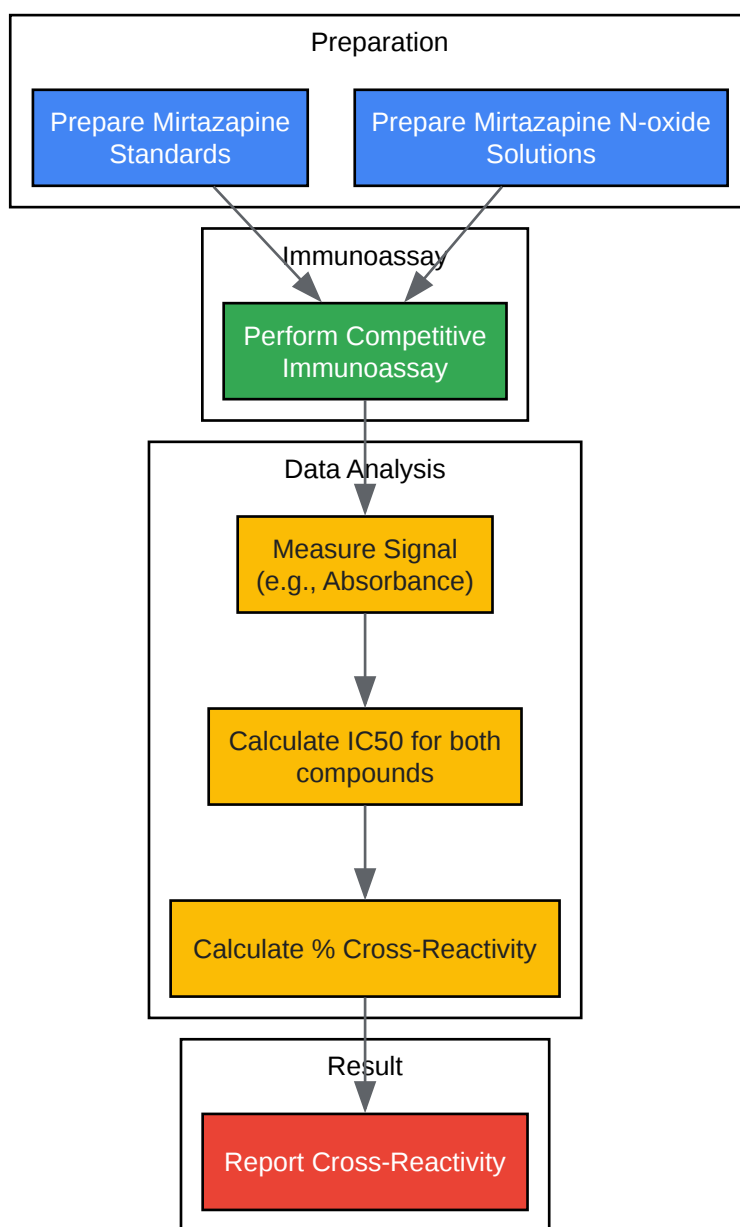 Preparation
Prepare Mirtazapine
Standards
Prepare Mirtazapine N-oxide
Solutions
Immunoassay
Perform Competitive
Immunoassay
Data Analysis
Measure Signal
(e.g., Absorbance)
Calculate IC50 for both
compounds
Calculate % Cross-Reactivity
Result
Report Cross-Reactivity